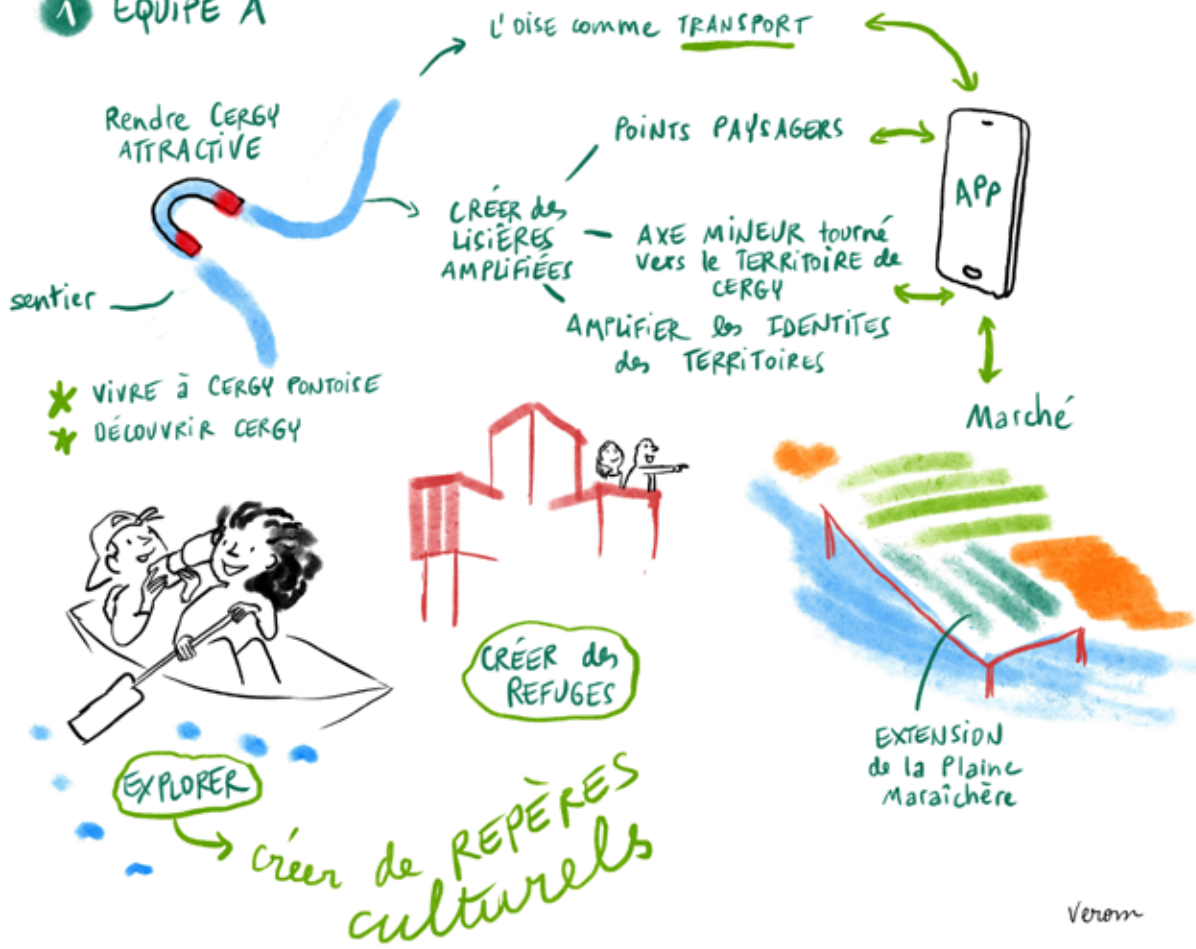 1 EQUIPE A
L'OISE comme TRANSPORT
Rendre CERGY
ATTRACTIVE
POINTS PAYSAGERS
APP
CRÉER des
LISIÈRES
AMPLIFIÉES
AXE MINEUR tourné
vers le TERRITOIRE de
CERGY
sentier
AMPLIFIER les IDENTITES
des TERRITOIRES
VIVRE à CERGY PONTOISE
DÉCOUVRIR CERGY
Marché
CRÉER des
REFUGES
EXTENSION
de la Plaine
Maraîchère
EXPLORER
créer de REPÈRES
culturels
Verom